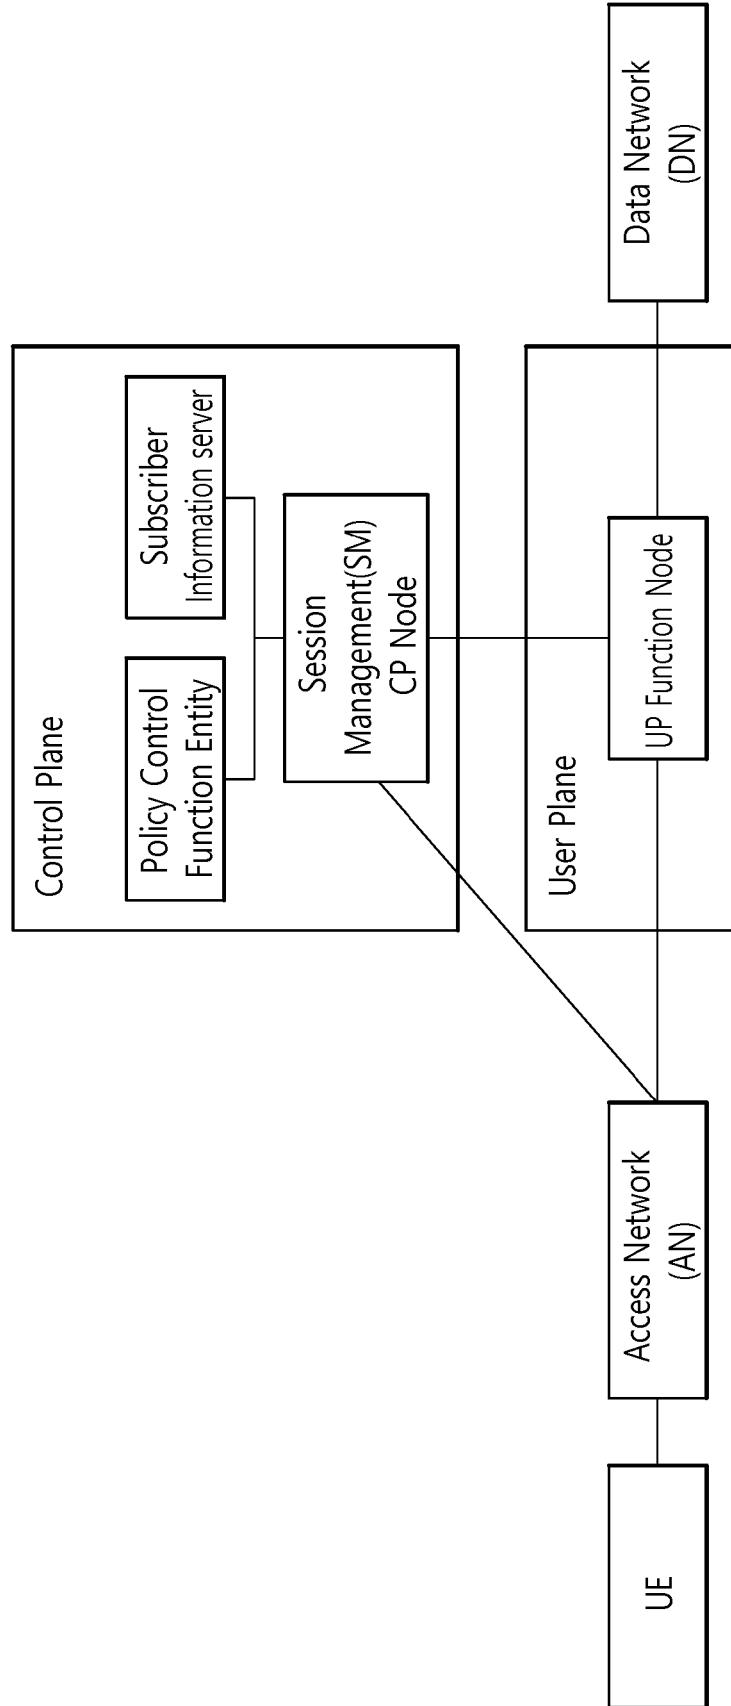 Control Plane
Policy Control
Function Entity
Subscriber
Information server
Session
Management(SM)
CP Node
User Plane
UE
Access Network
(AN)
UP Function Node
Data Network
(DN)